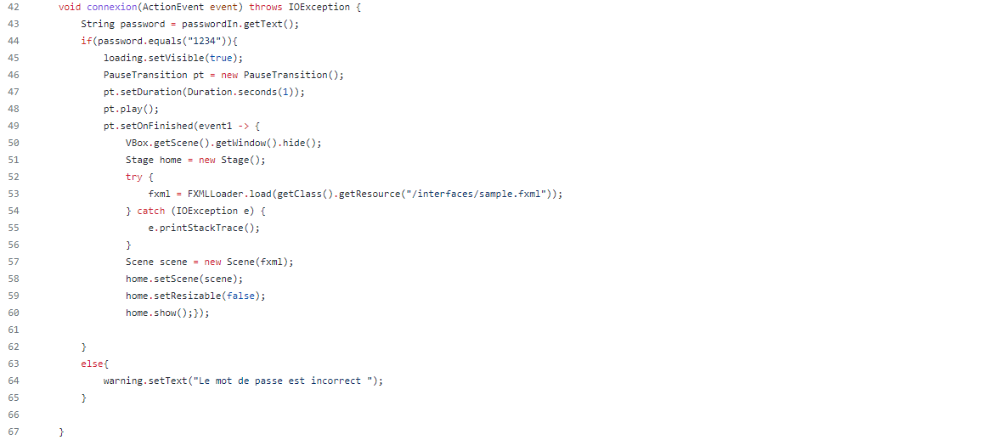 42 void connexion(ActionEvent event) throws IOException {
43 String password = passwordIn.getText();
44 if(password.equals("1234")){
45 loading.setVisible(true);
46 PauseTransition pt = new PauseTransition();
47 pt.setDuration(Duration.seconds(1));
48 pt.play();
49 pt.setOnFinished(event1 -> {
50 VBox.getScene().getWindow().hide();
51 Stage home = new Stage();
52 try {
53 fxml = FXMLLoader.load(getClass().getResource("/interfaces/sample.fxml"));
54 } catch (IOException e) {
55 e.printStackTrace();
56 }
57 Scene scene = new Scene(fxml);
58 home.setScene(scene);
59 home.setResizable(false);
60 home.show();});
61
62 }
63 else{
64 warning.setText("Le mot de passe est incorrect ");
65 }
66
67 }